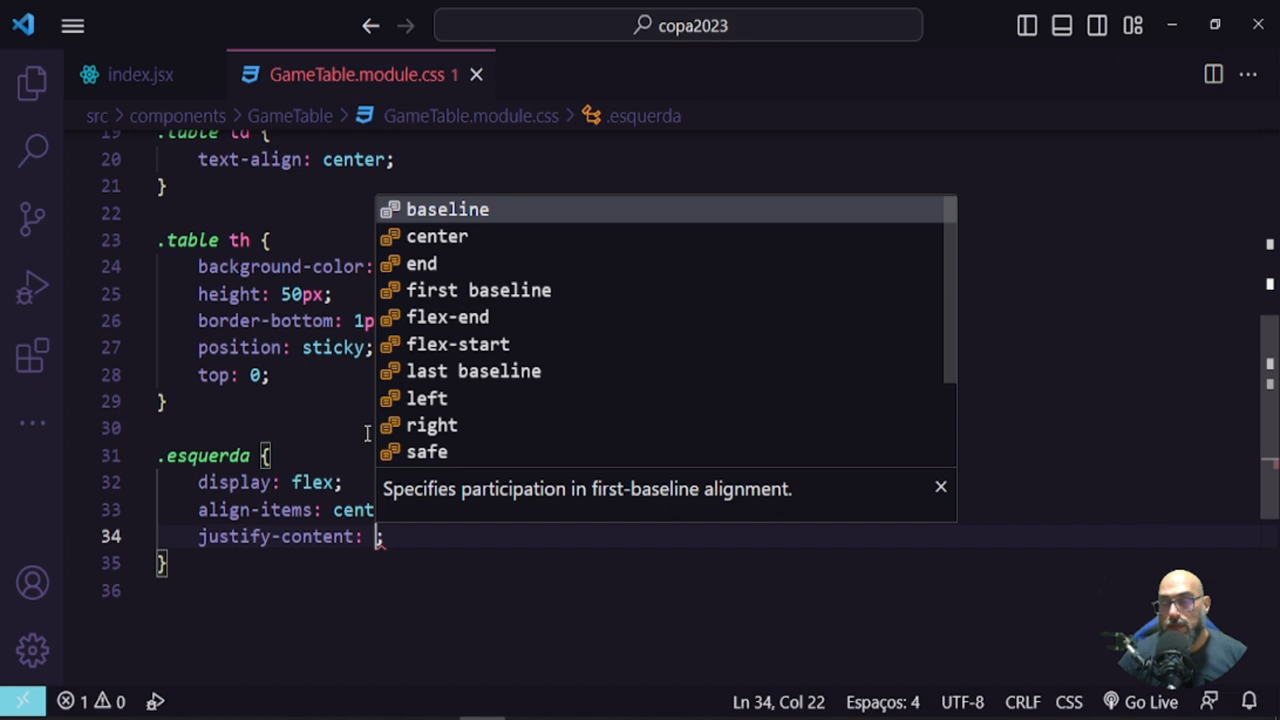 copa2023
index.jsx
GameTable.module.css 1
src > components > GameTable > GameTable.module.css > .esquerda
19 .table td {
20 text-align: center;
21 }
22
23 .table th {
24 background-color:
25 height: 50px;
26 border-bottom: 1p
27 position: sticky;
28 top: 0;
29 }
30
31 .esquerda {
32 display: flex;
33 align-items: cent
34 justify-content: ;
35 }
36
baseline
center
end
first baseline
flex-end
flex-start
last baseline
left
right
safe
Specifies participation in first-baseline alignment.
1 0 Ln 34, Col 22 Espaços: 4 UTF-8 CRLF CSS Go Live